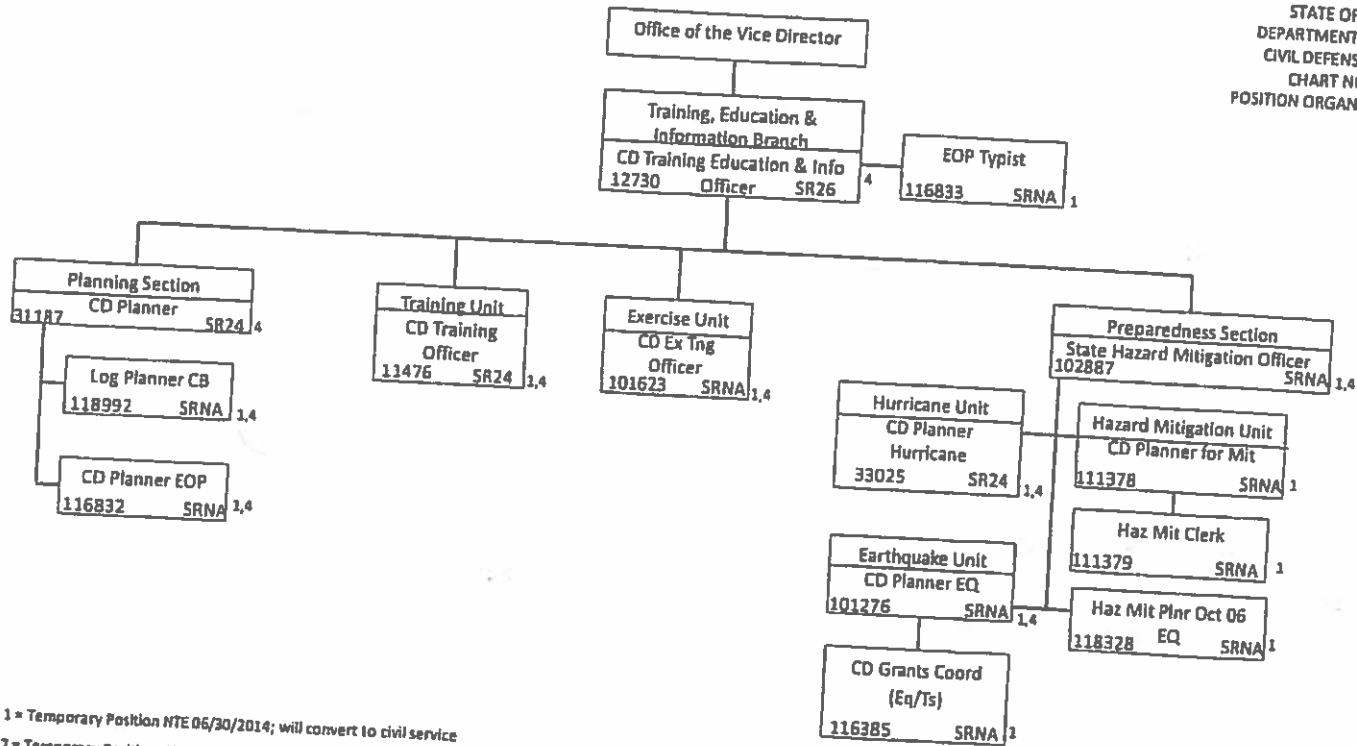 STATE OF
DEPARTMENT
CIVIL DEFENS
CHART N
POSITION ORGAN
Office of the Vice Director
Training, Education &
Information Branch
CD Training Education & Info
12730 Officer SR26 4
EOP Typist
116833 SRNA 1
Planning Section
CD Planner
31187 SR24 4
Log Planner CB
118992 SRNA 1,4
CD Planner EOP
116832 SRNA 1,4
Training Unit
CD Training
Officer
11476 SR24 1,4
Exercise Unit
CD Ex Tng
Officer
101623 SRNA 1,4
Preparedness Section
State Hazard Mitigation Officer
102887 SRNA 1,4
Hurricane Unit
CD Planner
Hurricane
33025 SR24 1,4
Hazard Mitigation Unit
CD Planner for Mit
111378 SRNA 1
Haz Mit Clerk
111379 SRNA 1
Earthquake Unit
CD Planner EQ
101276 SRNA 1,4
Haz Mit Plnr Oct 06
EQ
118328 SRNA 1
CD Grants Coord
(Eq/Ts)
116385 SRNA 1
1 = Temporary Position NTE 06/30/2014; will convert to civil service